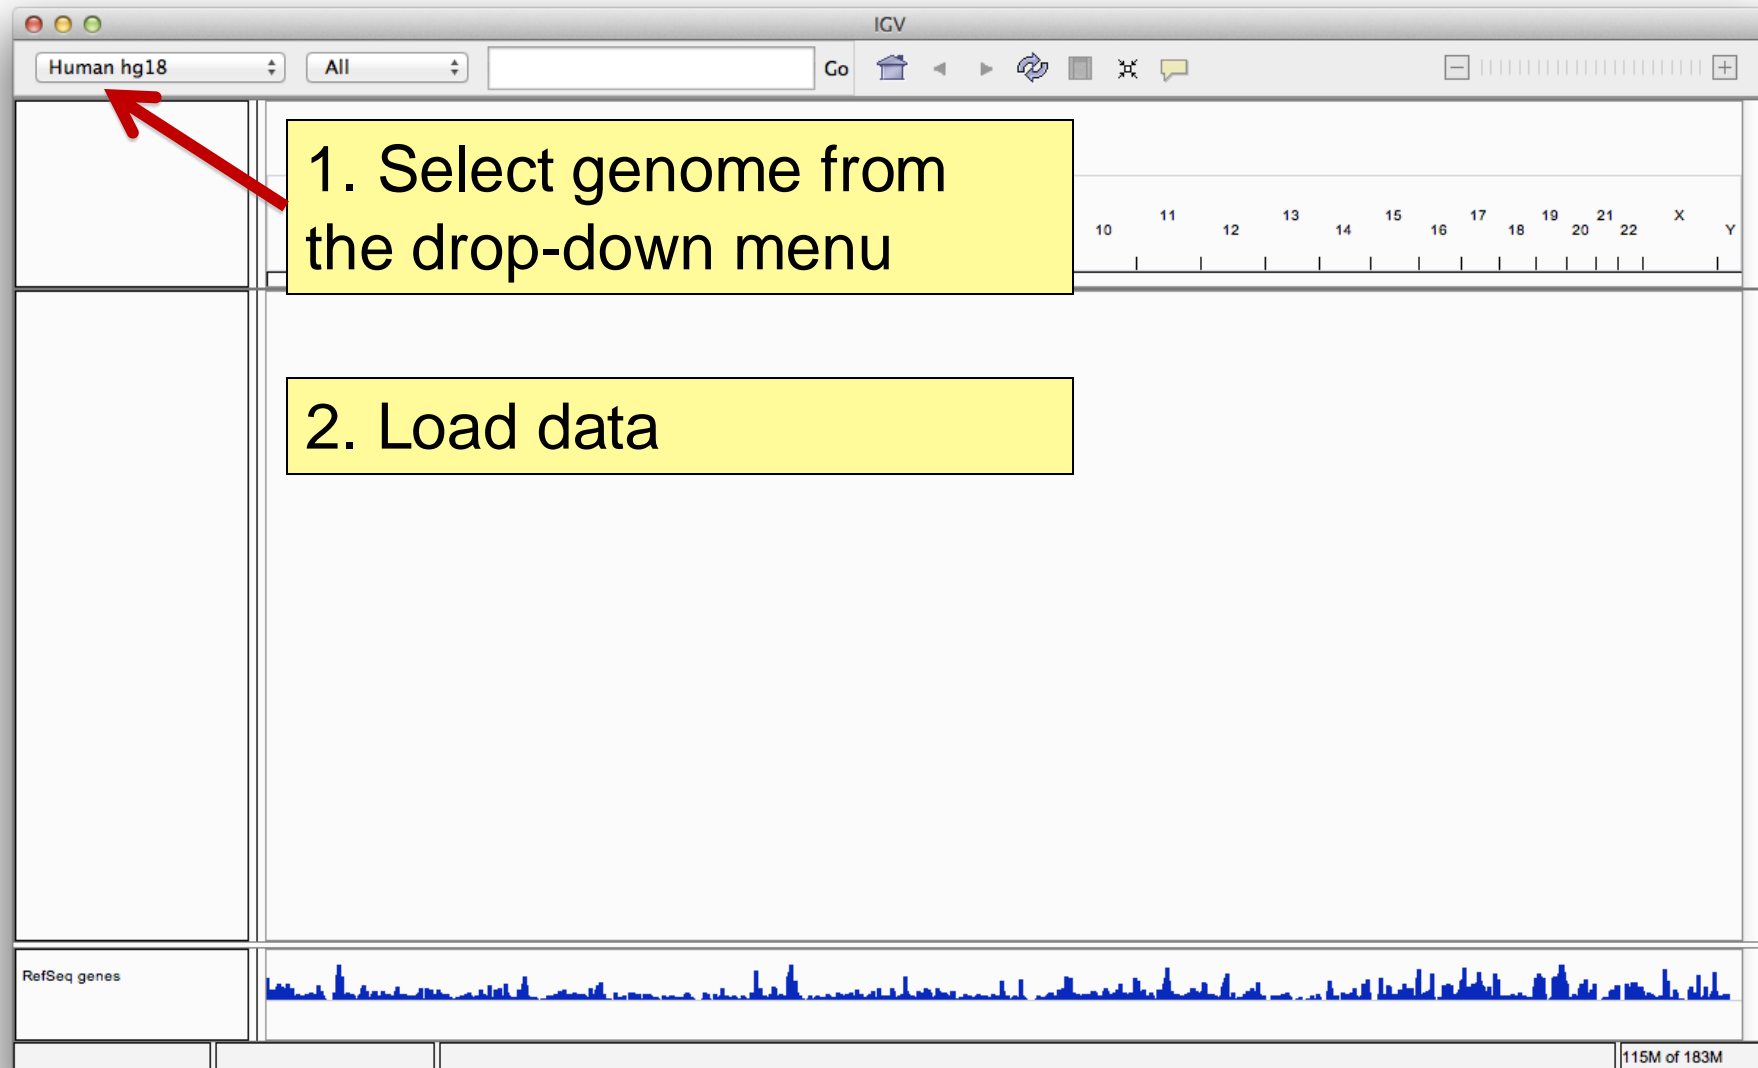 IGV
Human hg18 All Go
1. Select genome from
the drop-down menu
11 13 15 17 19 21 X
10 12 14 16 18 20 22 Y
2. Load data
RefSeq genes
115M of 183M